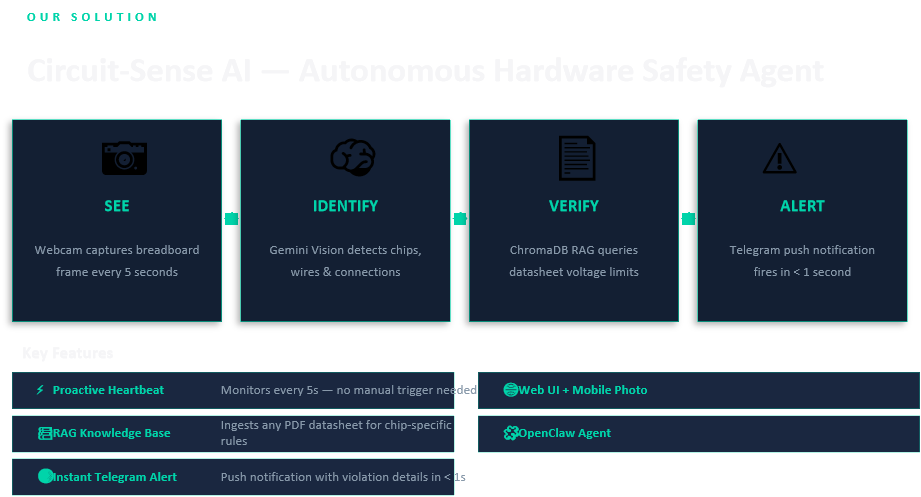 OUR SOLUTION
Circuit-Sense AI — Autonomous Hardware Safety Agent
SEE
Webcam captures breadboard
frame every 5 seconds
IDENTIFY
Gemini Vision detects chips,
wires & connections
VERIFY
ChromaDB RAG queries
datasheet voltage limits
ALERT
Telegram push notification
fires in < 1 second
Key Features
Proactive Heartbeat
Monitors every 5s — no manual trigger needed
Web UI + Mobile Photo
RAG Knowledge Base
Ingests any PDF datasheet for chip-specific
rules
OpenClaw Agent
Instant Telegram Alert
Push notification with violation details in < 1s